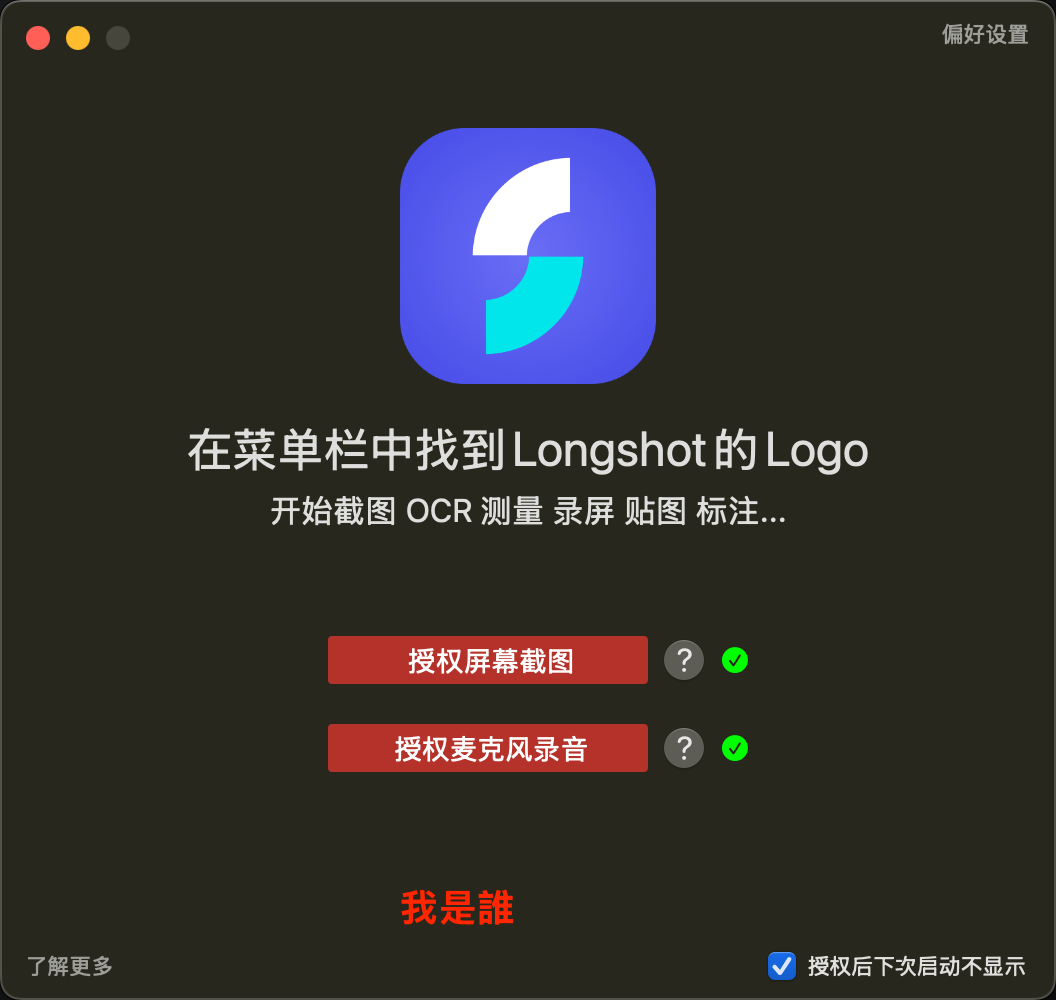 偏好设置
在菜单栏中找到Longshot的Logo
开始截图 OCR 测量 录屏 贴图 标注...
授权屏幕截图 ?
授权麦克风录音 ?
我是誰
了解更多
授权后下次启动不显示